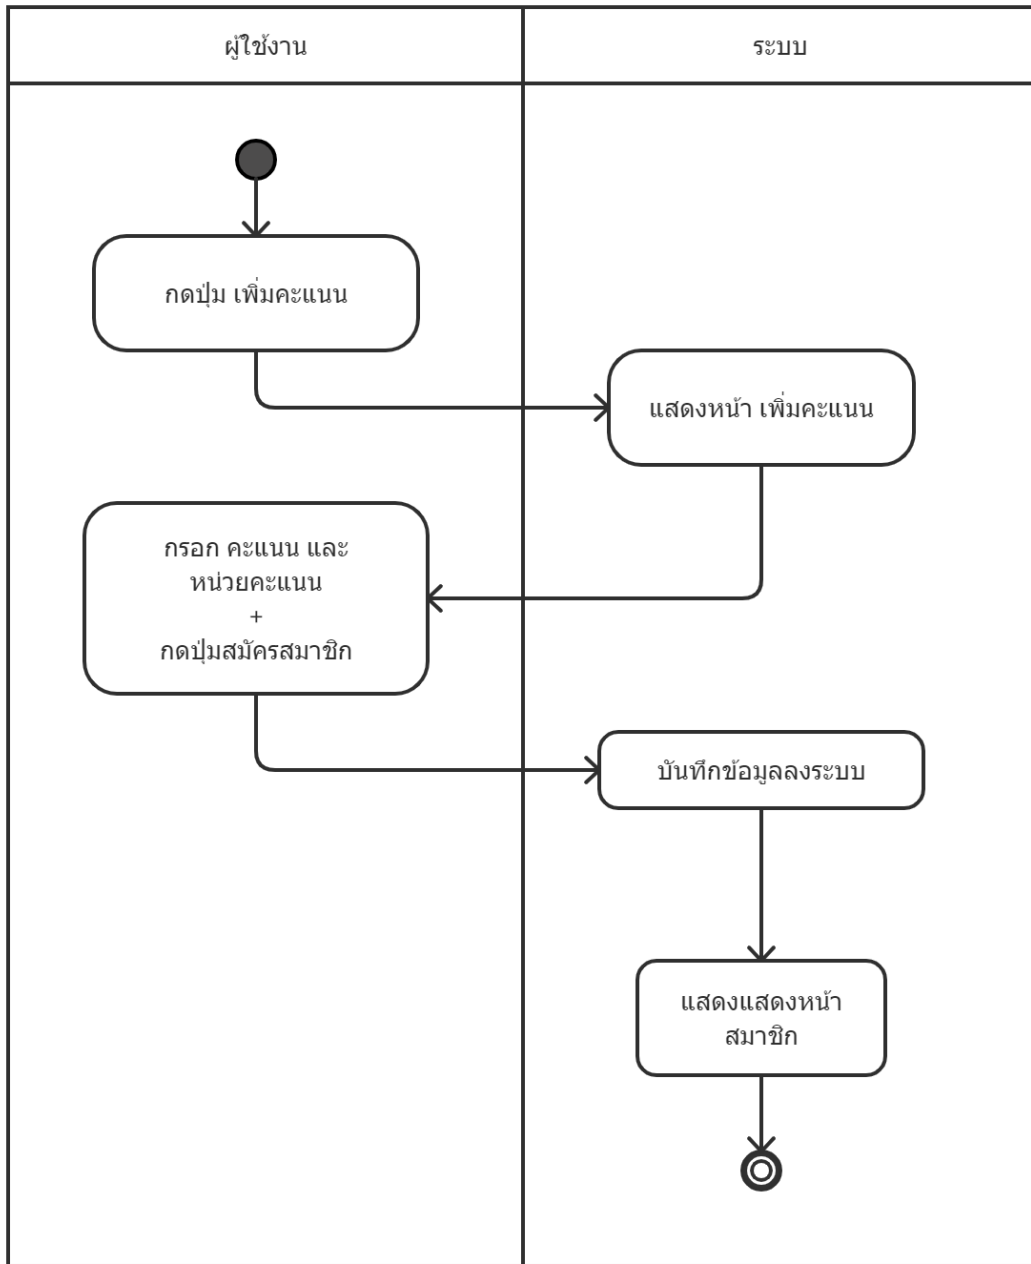 ผู้ใช้งาน
ระบบ
กดปุ่ม เพิ่มคะแนน
แสดงหน้า เพิ่มคะแนน
กรอก คะแนน และ
หน่วยคะแนน
+
กดปุ่มสมัครสมาชิก
บันทึกข้อมูลลงระบบ
แสดงแสดงหน้า
สมาชิก